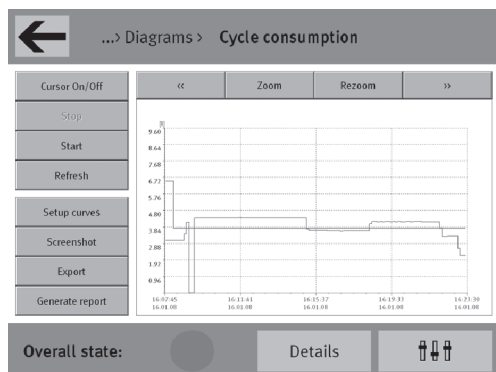 ...> Diagrams > Cycle consumption
Cursor On/Off
Stop
Start
Refresh
Setup curves
Screenshot
Export
Generate report
<< Zoom Rezoom >>
9.60
8.64
7.68
6.72
5.76
4.80
3.84
2.88
1.92
0.96
16:07:45 16:11:41 16:15:37 16:19:33 16:23:30
16.01.08 16.01.08 16.01.08 16.01.08 16.01.08
Overall state: Details